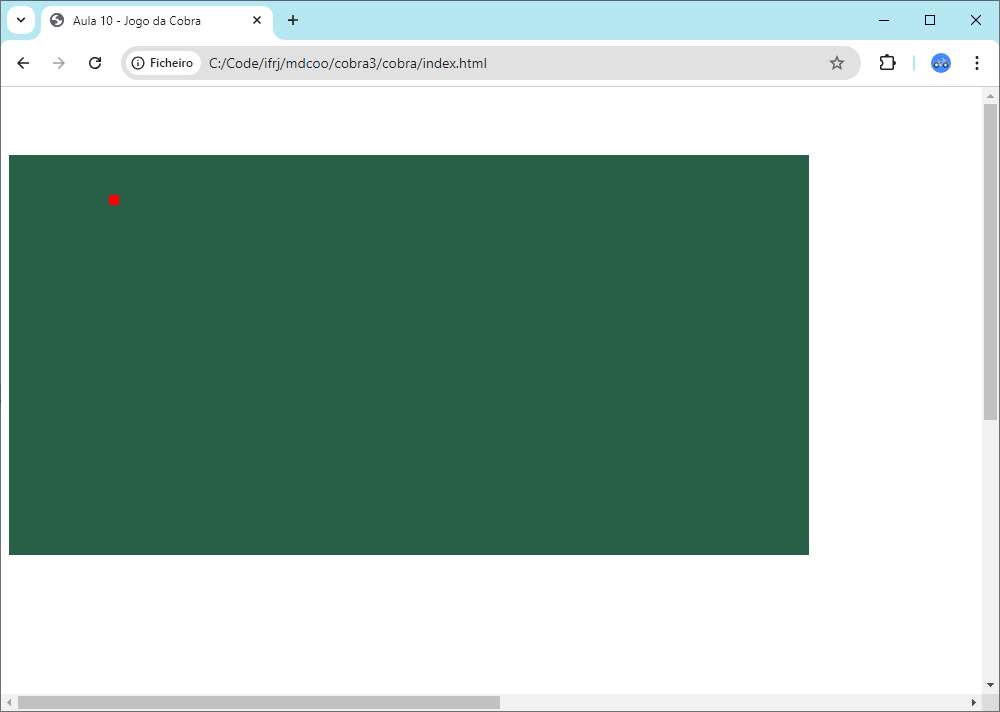 Aula 10 - Jogo da Cobra
Ficheiro
C:/Code/ifrj/mdcoo/cobra3/cobra/index.html